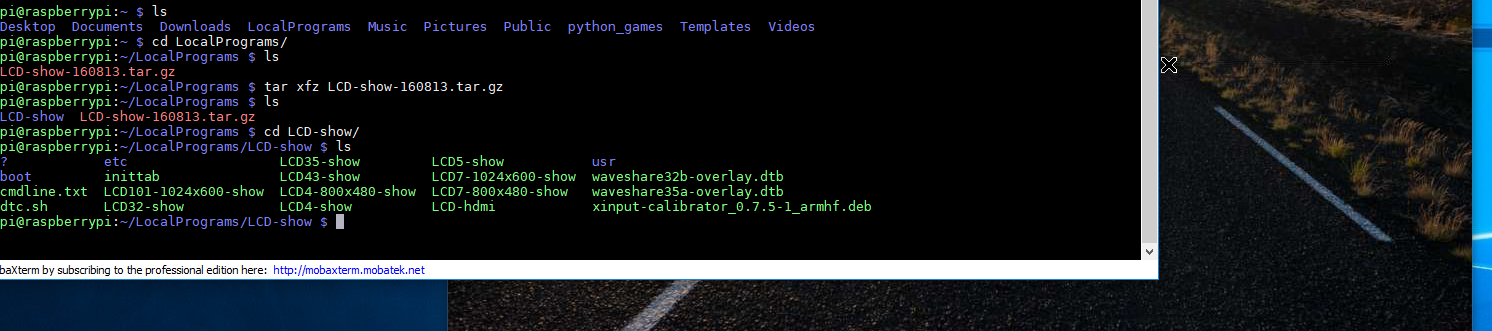 pi@raspberrypi:~ $ ls
Desktop Documents Downloads LocalPrograms Music Pictures Public python_games Templates Videos
pi@raspberrypi:~ $ cd LocalPrograms/
pi@raspberrypi:~/LocalPrograms $ ls
LCD-show-160813.tar.gz
pi@raspberrypi:~/LocalPrograms $ tar xfz LCD-show-160813.tar.gz
pi@raspberrypi:~/LocalPrograms $ ls
LCD-show LCD-show-160813.tar.gz
pi@raspberrypi:~/LocalPrograms $ cd LCD-show/
pi@raspberrypi:~/LocalPrograms/LCD-show $ ls
? etc LCD35-show LCD5-show usr
boot inittab LCD43-show LCD7-1024x600-show waveshare32b-overlay.dtb
cmdline.txt LCD101-1024x600-show LCD4-800x480-show LCD7-800x480-show waveshare35a-overlay.dtb
dtc.sh LCD32-show LCD4-show LCD-hdmi xinput-calibrator_0.7.5-1_armhf.deb
pi@raspberrypi:~/LocalPrograms/LCD-show $
baXterm by subscribing to the professional edition here: http://mobaxterm.mobatek.net